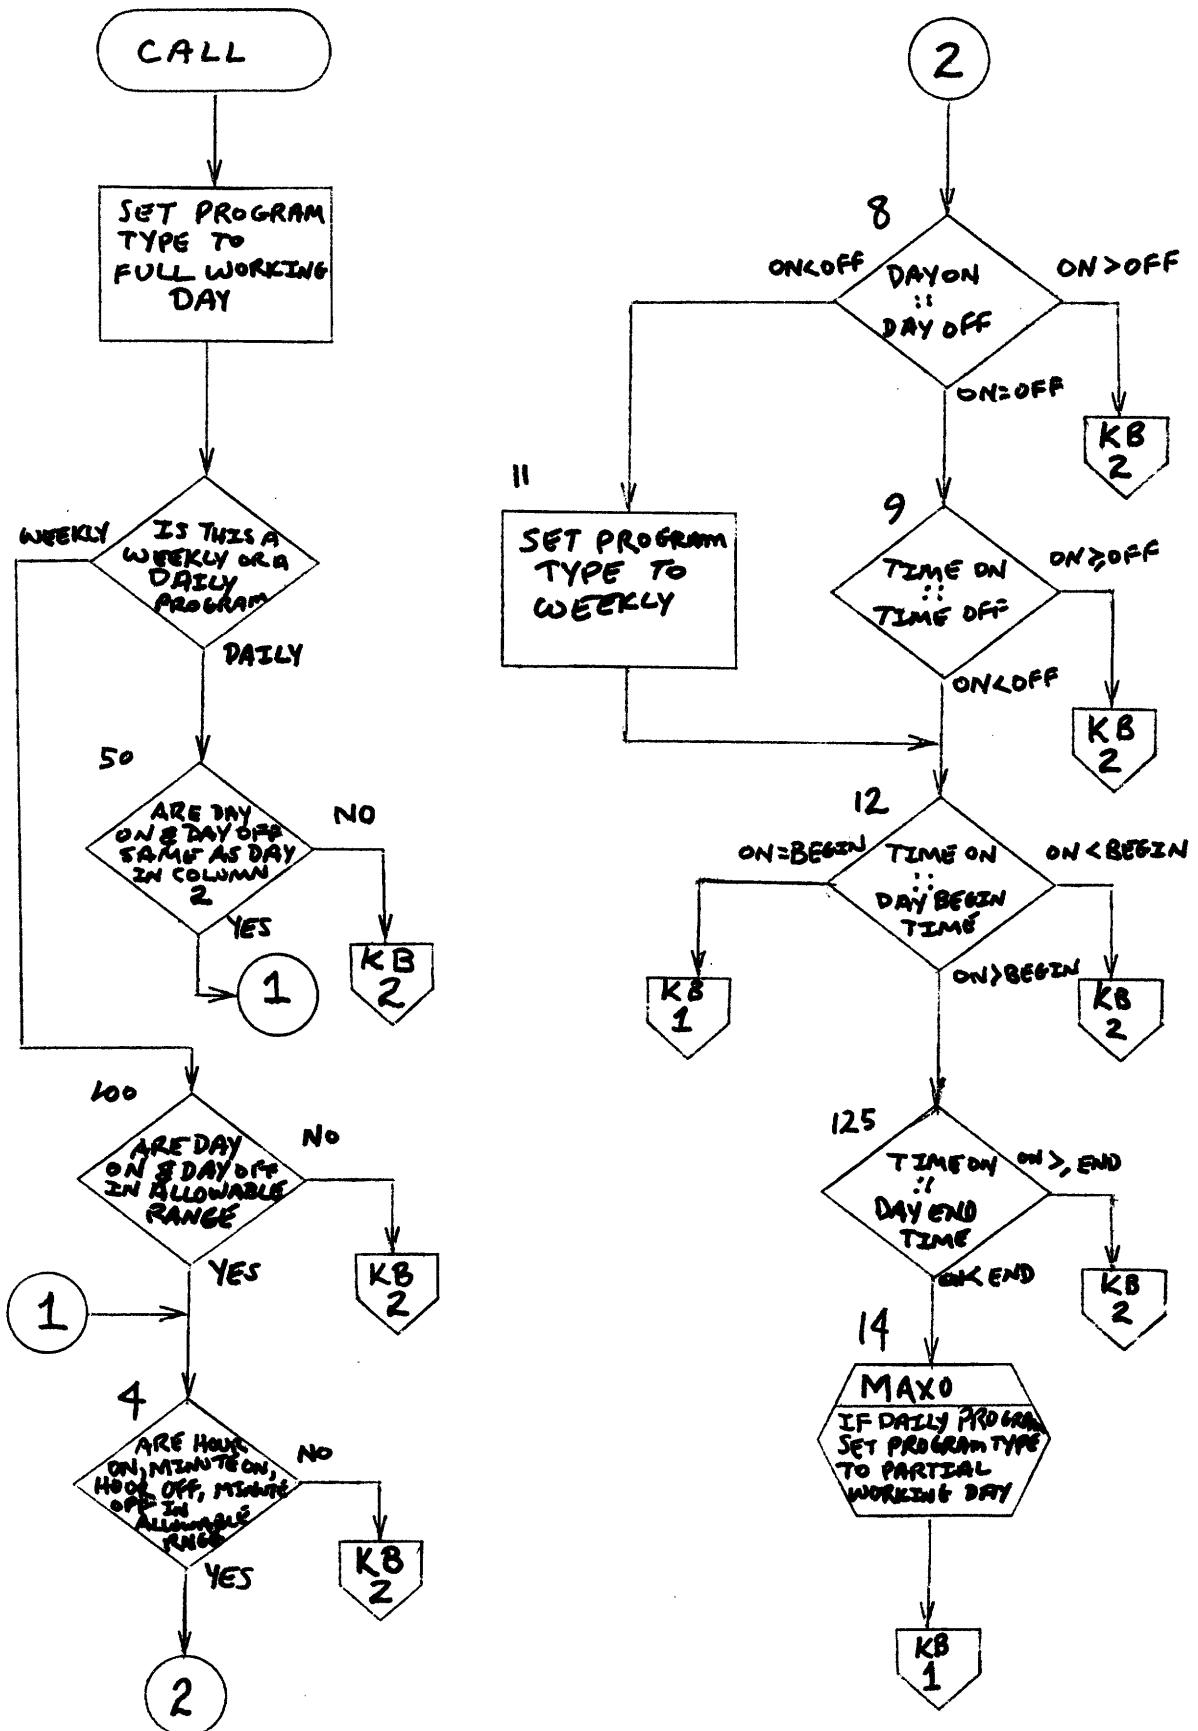 CALL
SET PROGRAM
TYPE TO
FULL WORKING
DAY
WEEKLY
IS THIS A
WEEKLY OR A
DAILY
PROGRAM
DAILY
50
ARE DAY
ON & DAY OFF
SAME AS DAY
IN COLUMN
2
NO
YES
1
KB
2
100
ARE DAY
ON & DAY OFF
IN ALLOWABLE
RANGE
NO
YES
KB
2
1
4
ARE HOUR
ON, MINUTE ON,
HOUR OFF, MINUTE
OFF IN
ALLOWABLE
RNGE
NO
YES
KB
2
2
2
8
ON<OFF
DAY ON
::
DAY OFF
ON>OFF
ON=OFF
KB
2
11
SET PROGRAM
TYPE TO
WEEKLY
9
TIME ON
::
TIME OFF
ON≥OFF
ON<OFF
KB
2
12
ON=BEGIN
TIME ON
::
DAY BEGIN
TIME
ON<BEGIN
ON>BEGIN
KB
1
KB
2
125
TIME ON
::
DAY END
TIME
ON≥END
ON<END
KB
2
14
MAX0
IF DAILY PROGRAM
SET PROGRAM TYPE
TO PARTIAL
WORKING DAY
KB
1